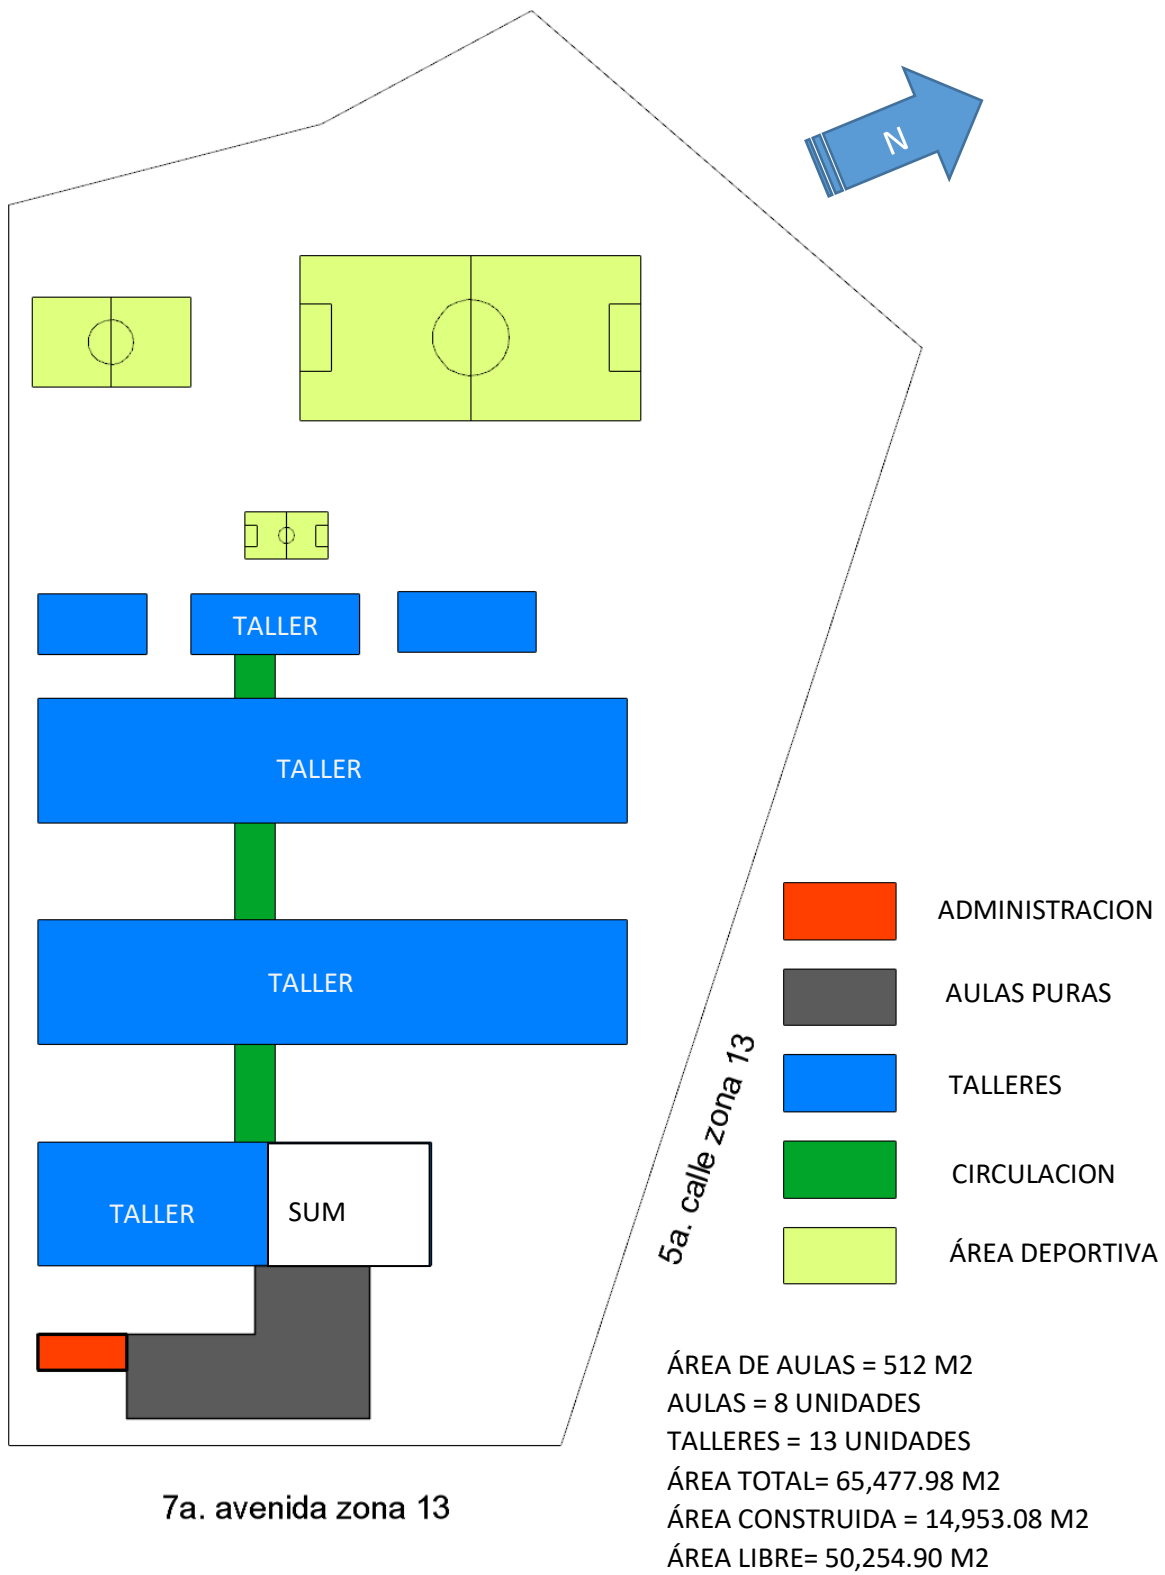 N
TALLER
TALLER
TALLER
TALLER
SUM
ADMINISTRACION
AULAS PURAS
TALLERES
CIRCULACION
ÁREA DEPORTIVA
5a. calle zona 13
7a. avenida zona 13
ÁREA DE AULAS = 512 M2
AULAS = 8 UNIDADES
TALLERES = 13 UNIDADES
ÁREA TOTAL= 65,477.98 M2
ÁREA CONSTRUIDA = 14,953.08 M2
ÁREA LIBRE= 50,254.90 M2